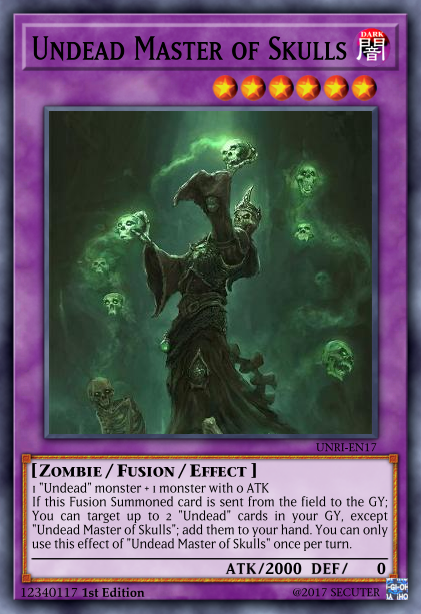 UNDEAD MASTER OF SKULLS
DARK
闇
UNRI-EN17
[ZOMBIE / FUSION / EFFECT ]
1 "Undead" monster + 1 monster with 0 ATK
If this Fusion Summoned card is sent from the field to the GY;
You can target up to 2 "Undead" cards in your GY, except
"Undead Master of Skulls"; add them to your hand. You can only
use this effect of "Undead Master of Skulls" once per turn.
ATK/2000 DEF/ 0
12340117 1st Edition
©2017 SECUTER